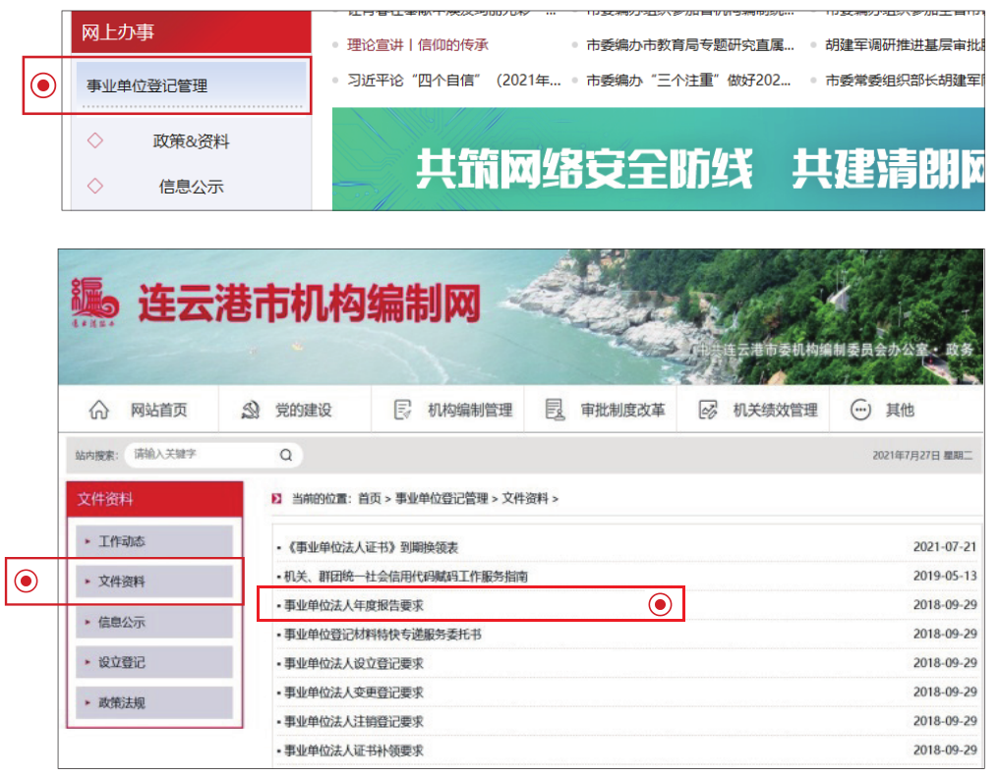 网上办事
事业单位登记管理
政策&资料
信息公示
理论宣讲丨信仰的传承
市委编办市教育局专题研究直属...
胡建军调研推进基层审批
习近平论“四个自信”（2021年...
市委编办“三个注重”做好202...
市委常委组织部长胡建军
共筑网络安全防线 共建清朗网
连云港市机构编制网
中共连云港市委机构编制委员会办公室· 政务
网站首页 党的建设 机构编制管理 审批制度改革 机关绩效管理 其他
站内搜索: 请输入关键字 2021年7月27日 星期二
文件资料
工作动态
文件资料
信息公示
设立登记
政策法规
当前的位置: 首页 > 事业单位登记管理 > 文件资料 >
《事业单位法人证书》到期换领表 2021-07-21
机关、群团统一社会信用代码赋码工作服务指南 2019-05-13
事业单位法人年度报告要求 2018-09-29
事业单位登记材料特快专递服务委托书 2018-09-29
事业单位法人设立登记要求 2018-09-29
事业单位法人变更登记要求 2018-09-29
事业单位法人注销登记要求 2018-09-29
事业单位法人证书补领要求 2018-09-29